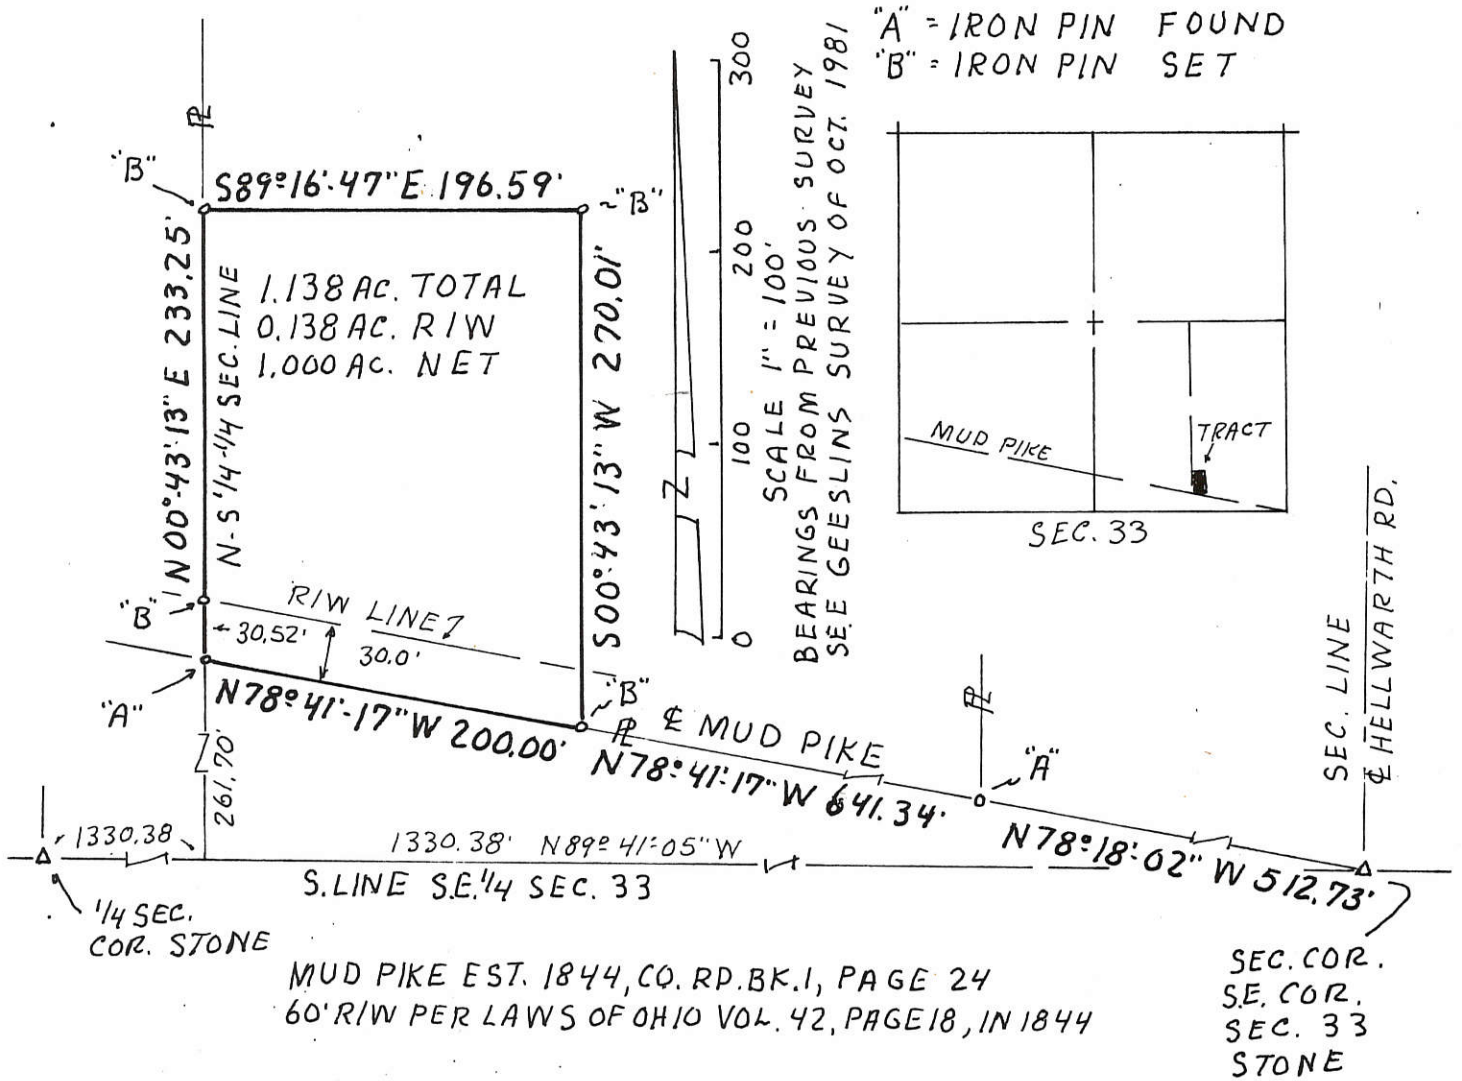 "A" = IRON PIN FOUND
"B" = IRON PIN SET
PL
"B"
S89°-16'-47" E 196.59'
"B"
N00°-43'-13" E 233.25'
N-S 1/4-1/4 SEC. LINE
1.138 AC. TOTAL
0.138 AC. R/W
1.000 AC. NET
S00°-43'-13" W 270.01'
"B"
R/W LINE
30.52'
30.0'
"A"
N78°-41'-17" W 200.00'
"B"
PL
N
0
100
200
300
SCALE 1" = 100'
BEARINGS FROM PREVIOUS SURVEY
SEE GEESLINS SURVEY OF OCT. 1981
MUD PIKE
TRACT
SEC. 33
SEC. LINE
CL HELLWARTH RD.
CL MUD PIKE
N78°-41'-17" W 641.34'
PL
"A"
N78°-18'-02" W 512.73'
261.70'
1330.38
1330.38' N89°-41'-05" W
S. LINE S.E. 1/4 SEC. 33
1/4 SEC.
COR. STONE
SEC. COR.
S.E. COR.
SEC. 33
STONE
MUD PIKE EST. 1844, CO. RD. BK. 1, PAGE 24
60' R/W PER LAWS OF OHIO VOL. 42, PAGE 18, IN 1844